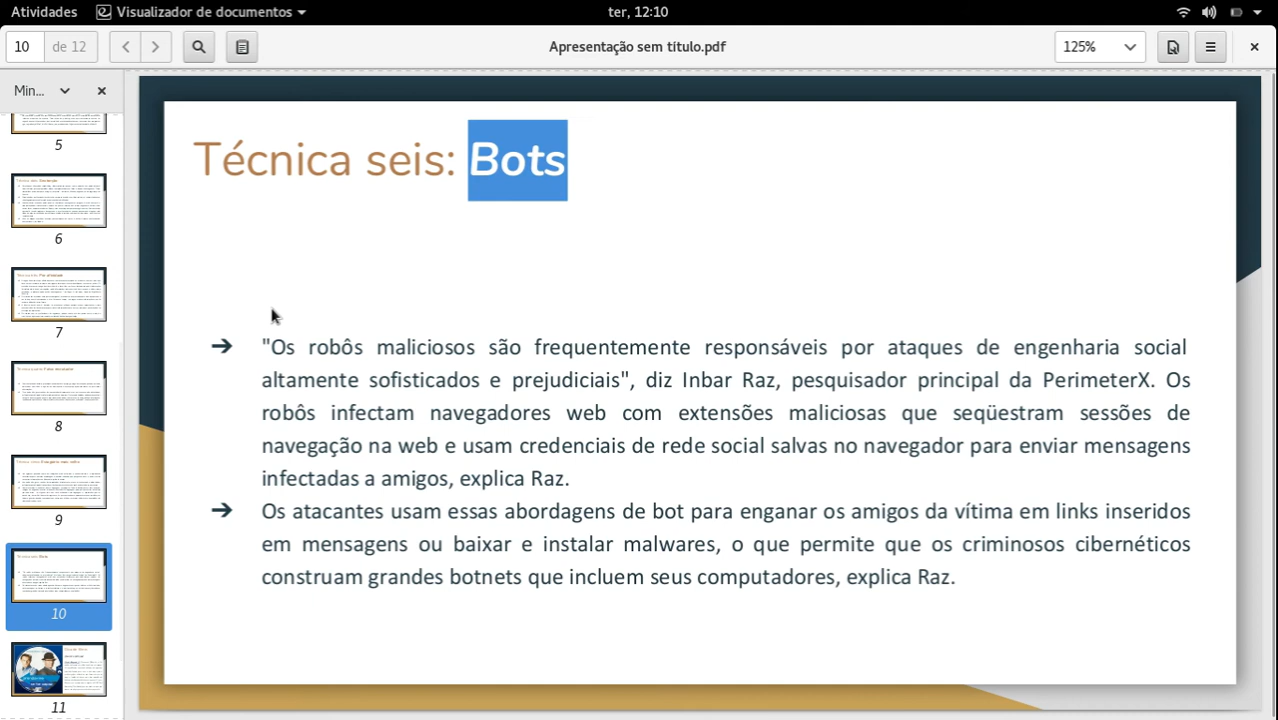 Atividades Visualizador de documentos ter, 12:10
10 de 12 Apresentação sem título.pdf 125%
Min...
Técnica seis: Bots
"Os robôs maliciosos são frequentemente responsáveis por ataques de engenharia social
altamente sofisticados e prejudiciais", diz Inbar Raz, pesquisador principal da PerimeterX. Os
robôs infectam navegadores web com extensões maliciosas que seqüestram sessões de
navegação na web e usam credenciais de rede social salvas no navegador para enviar mensagens
infectadas a amigos, explica Raz.
Os atacantes usam essas abordagens de bot para enganar os amigos da vítima em links inseridos
em mensagens ou baixar e instalar malwares, o que permite que os criminosos cibernéticos
construam grandes botnets que incluem seus computadores, explica Raz.
5
6
7
8
9
10
11